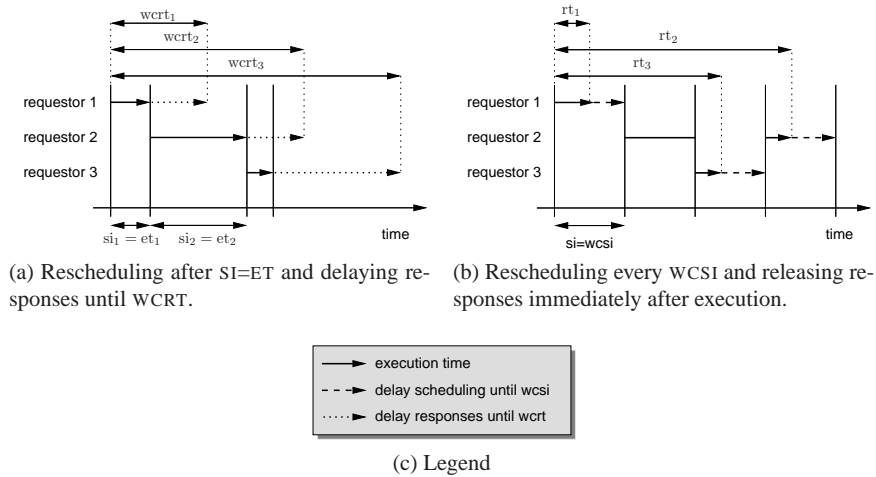 wcrt₁
wcrt₂
wcrt₃
requestor 1
requestor 2
requestor 3
si₁ = et₁
si₂ = et₂
time
rt₁
rt₂
rt₃
requestor 1
requestor 2
requestor 3
si=wcsi
time
(a) Rescheduling after SI=ET and delaying re-
sponses until WCRT.
(b) Rescheduling every WCSI and releasing re-
sponses immediately after execution.
execution time
delay scheduling until wcsi
delay responses until wcrt
(c) Legend